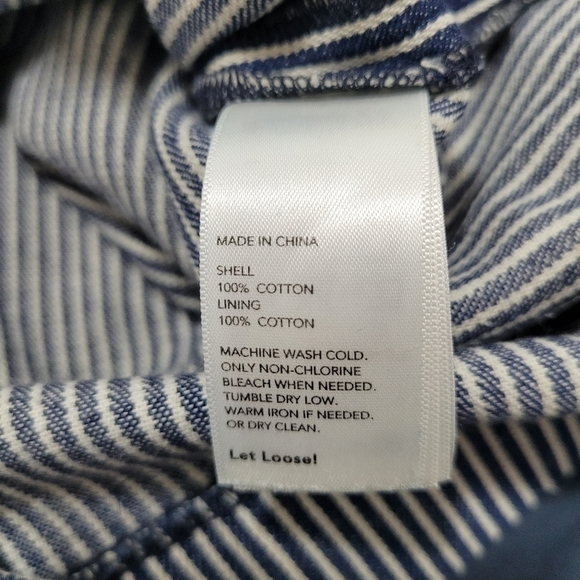 MADE IN CHINA
SHELL
100% COTTON
LINING
100% COTTON
MACHINE WASH COLD.
ONLY NON-CHLORINE
BLEACH WHEN NEEDED.
TUMBLE DRY LOW.
WARM IRON IF NEEDED.
OR DRY CLEAN.
Let Loose!